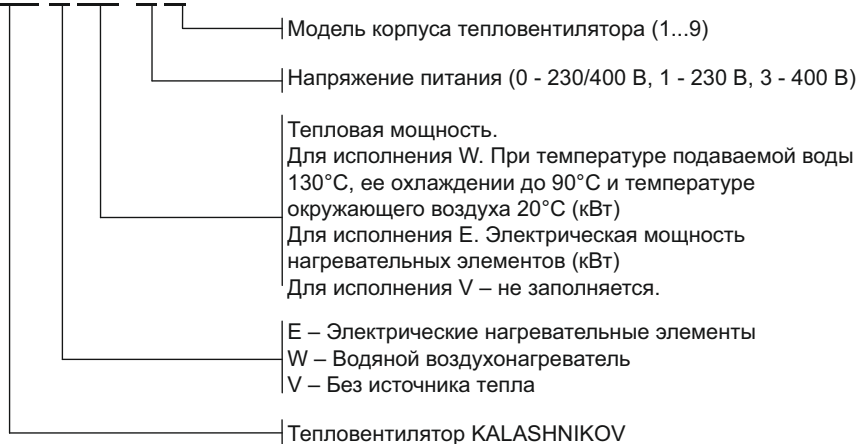 Модель корпуса тепловентилятора (1...9)
Напряжение питания (0 - 230/400 В, 1 - 230 В, 3 - 400 В)
Тепловая мощность.
Для исполнения W. При температуре подаваемой воды
130°С, ее охлаждении до 90°С и температуре
окружающего воздуха 20°С (кВт)
Для исполнения Е. Электрическая мощность
нагревательных элементов (кВт)
Для исполнения V – не заполняется.
Е – Электрические нагревательные элементы
W – Водяной воздухонагреватель
V – Без источника тепла
Тепловентилятор KALASHNIKOV